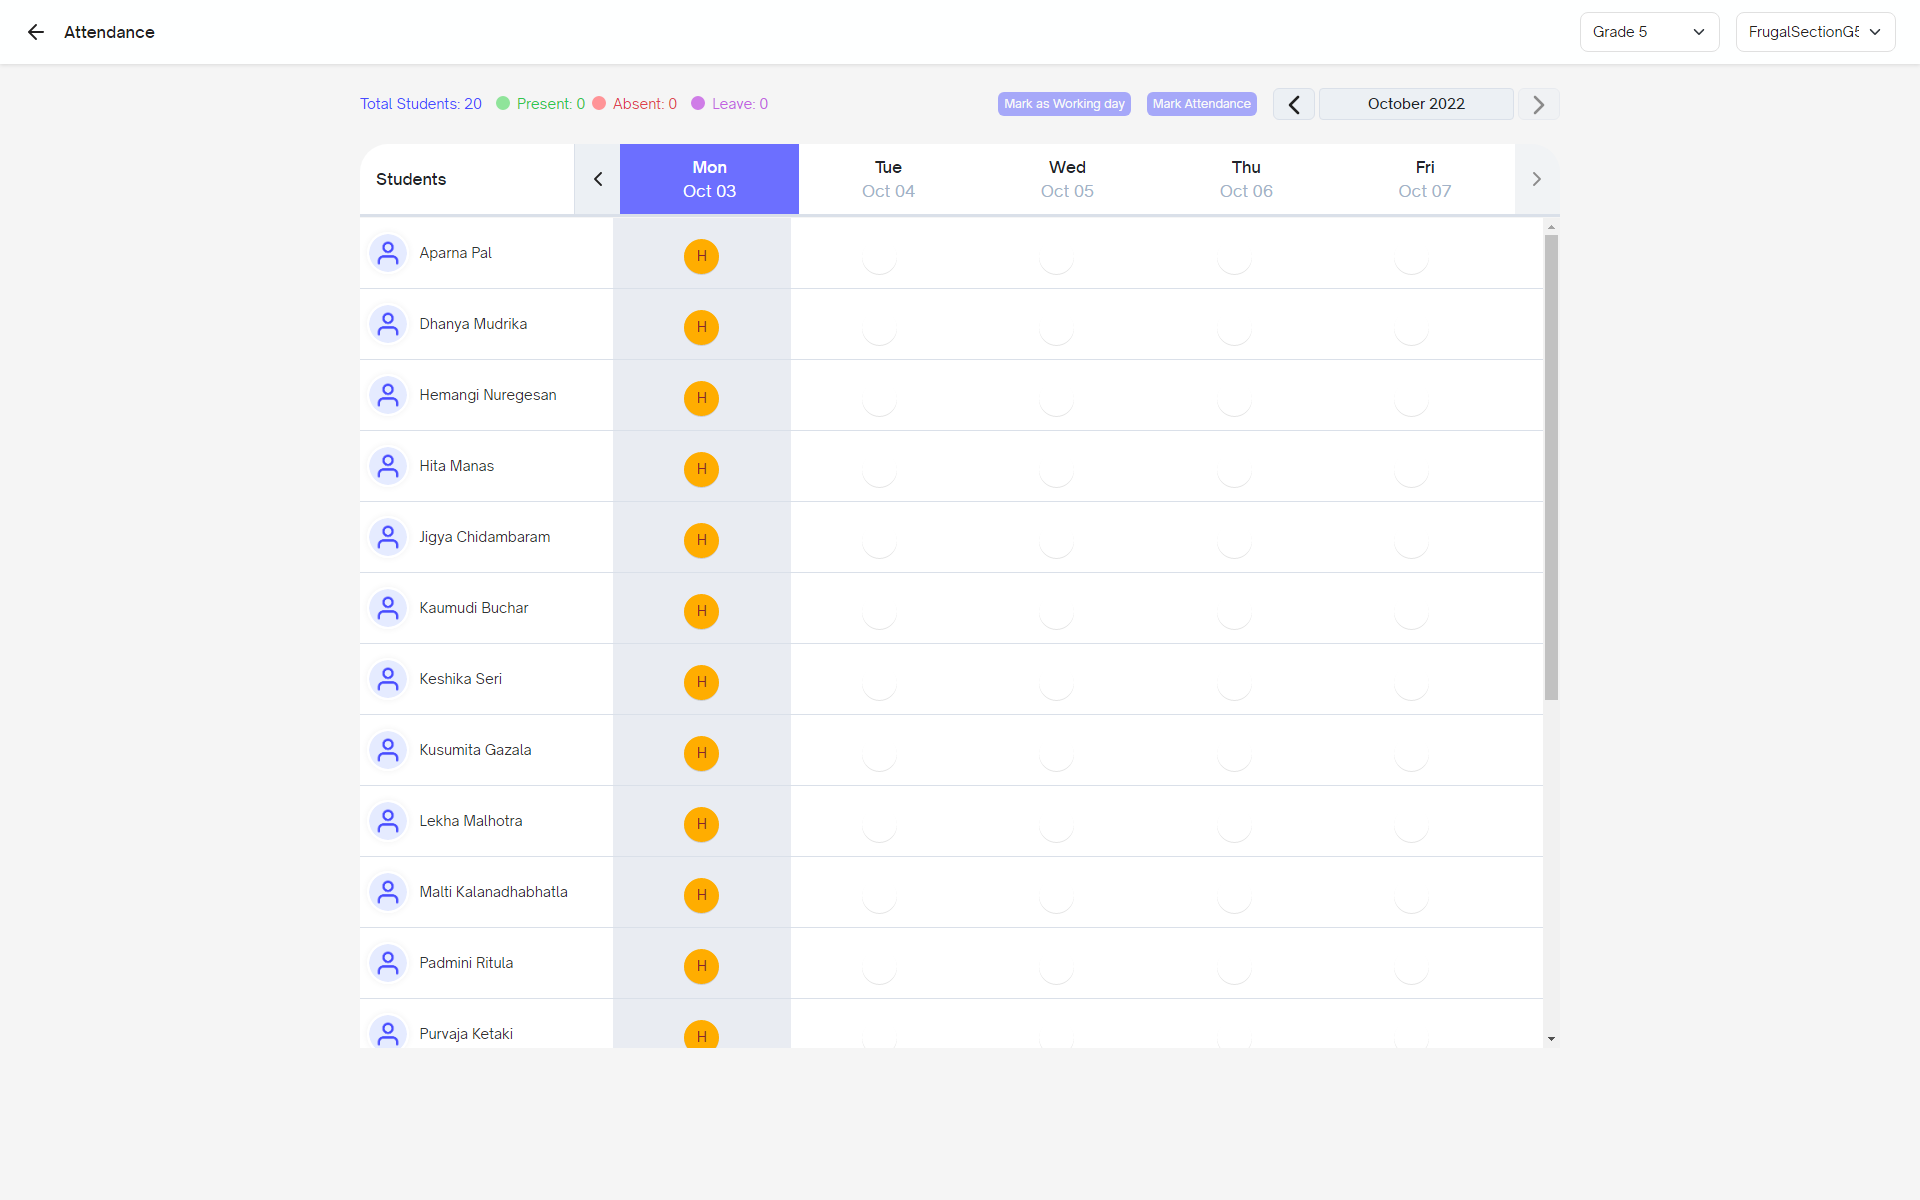 Attendance
Grade 5
FrugalSectionG5
Total Students: 20 Present: 0 Absent: 0 Leave: 0
Mark as Working day
Mark Attendance
October 2022
Students
Mon Tue Wed Thu Fri
Oct 03 Oct 04 Oct 05 Oct 06 Oct 07
Aparna Pal H
Dhanya Mudrika H
Hemangi Nuregesan H
Hita Manas H
Jigya Chidambaram H
Kaumudi Buchar H
Keshika Seri H
Kusumita Gazala H
Lekha Malhotra H
Malti Kalanadhabhatla H
Padmini Ritula H
Purvaja Ketaki H